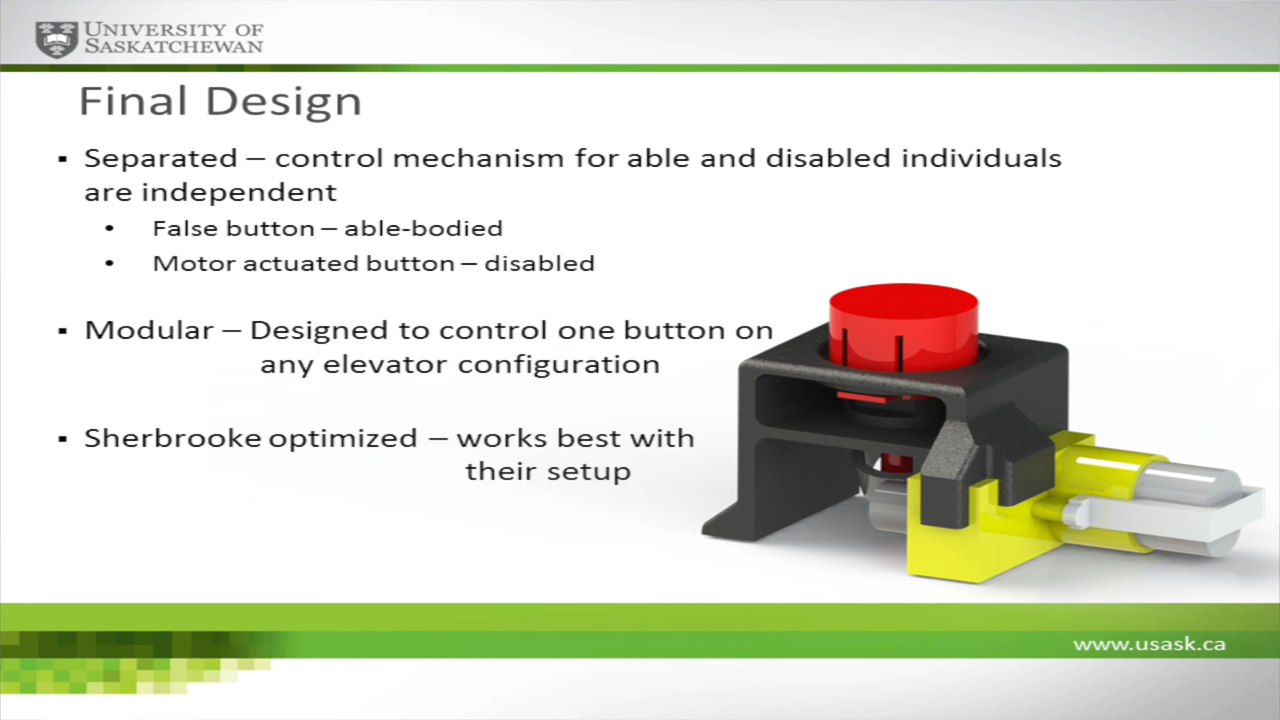 UNIVERSITY OF
SASKATCHEWAN
Final Design
▪ Separated – control mechanism for able and disabled individuals
are independent
• False button – able-bodied
• Motor actuated button – disabled
▪ Modular – Designed to control one button on
any elevator configuration
▪ Sherbrooke optimized – works best with
their setup
www.usask.ca